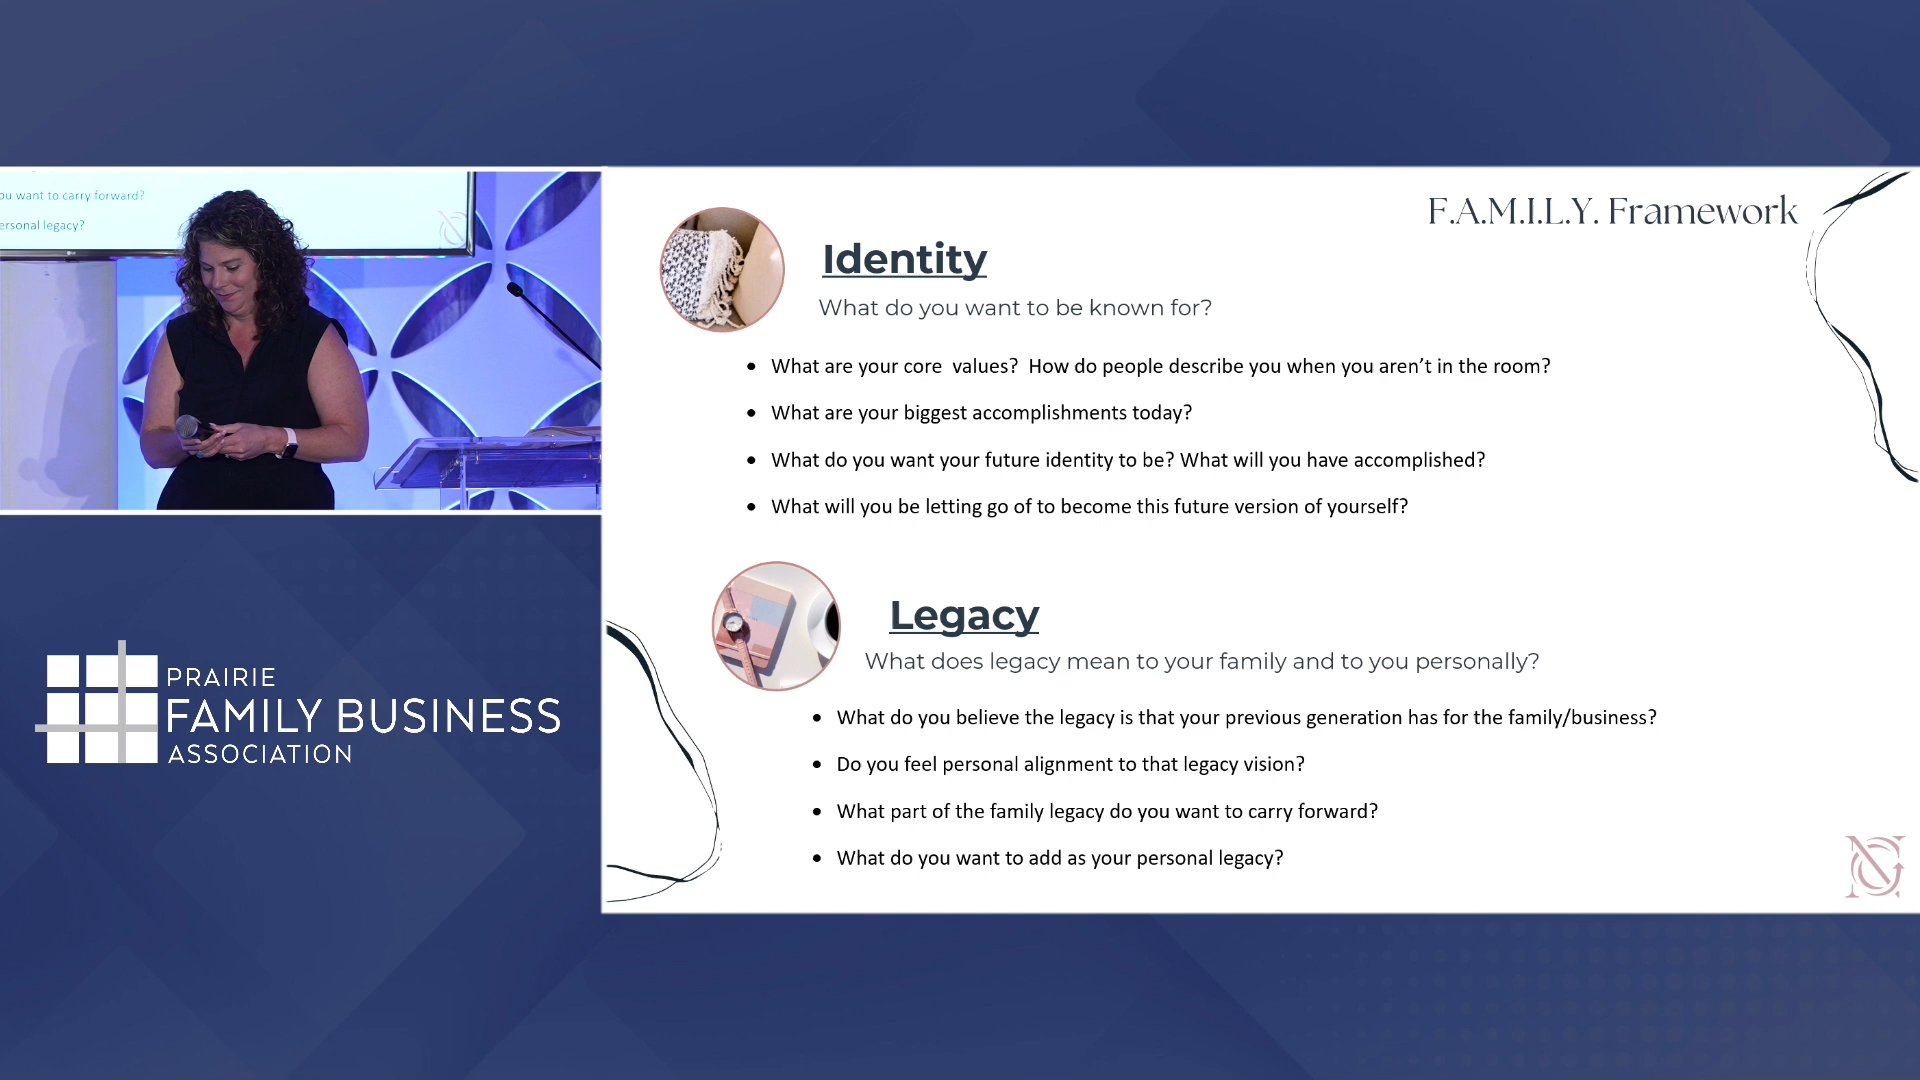 ou want to carry forward?
ersonal legacy?
PRAIRIE
FAMILY BUSINESS
ASSOCIATION
F.A.M.I.L.Y. Framework
Identity
What do you want to be known for?
• What are your core  values?  How do people describe you when you aren’t in the room?
• What are your biggest accomplishments today?
• What do you want your future identity to be? What will you have accomplished?
• What will you be letting go of to become this future version of yourself?
Legacy
What does legacy mean to your family and to you personally?
• What do you believe the legacy is that your previous generation has for the family/business?
• Do you feel personal alignment to that legacy vision?
• What part of the family legacy do you want to carry forward?
• What do you want to add as your personal legacy?